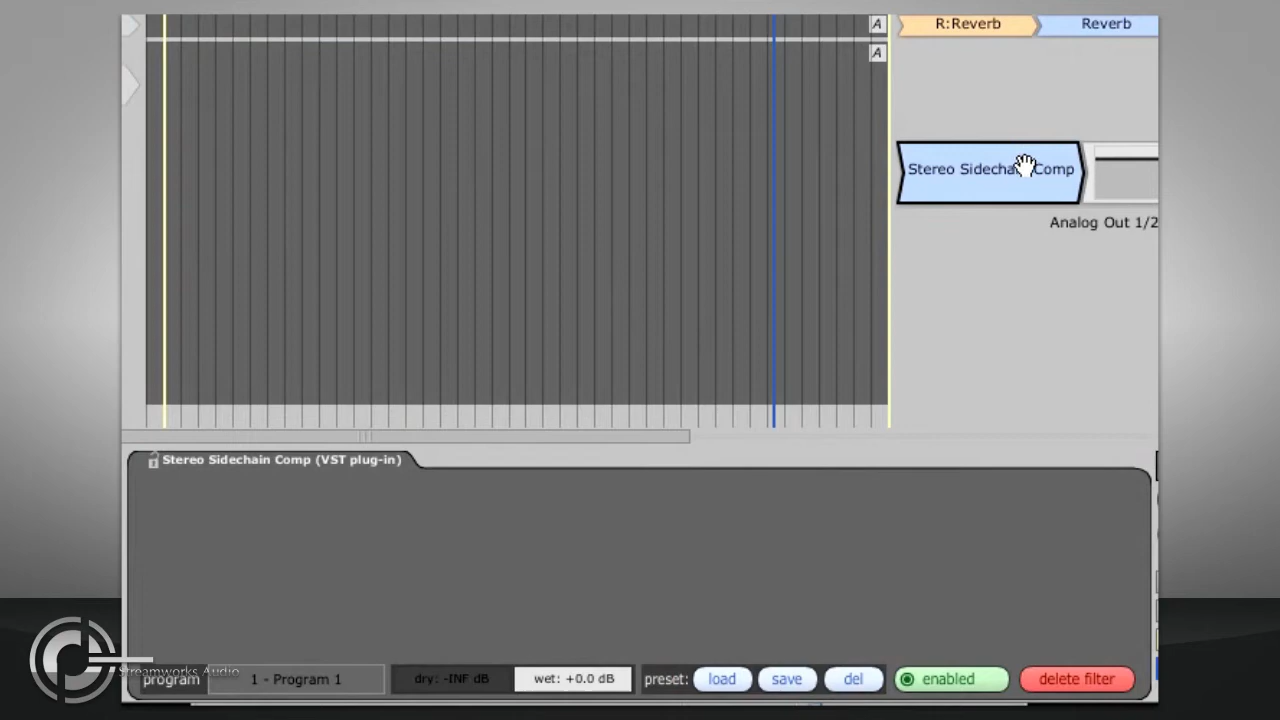 A R:Reverb Reverb
A
Stereo Sidechain Comp
Analog Out 1/2
Stereo Sidechain Comp (VST plug-in)
Streamworks Audio
program 1 - Program 1 dry: -INF dB wet: +0.0 dB preset: load save del enabled delete filter